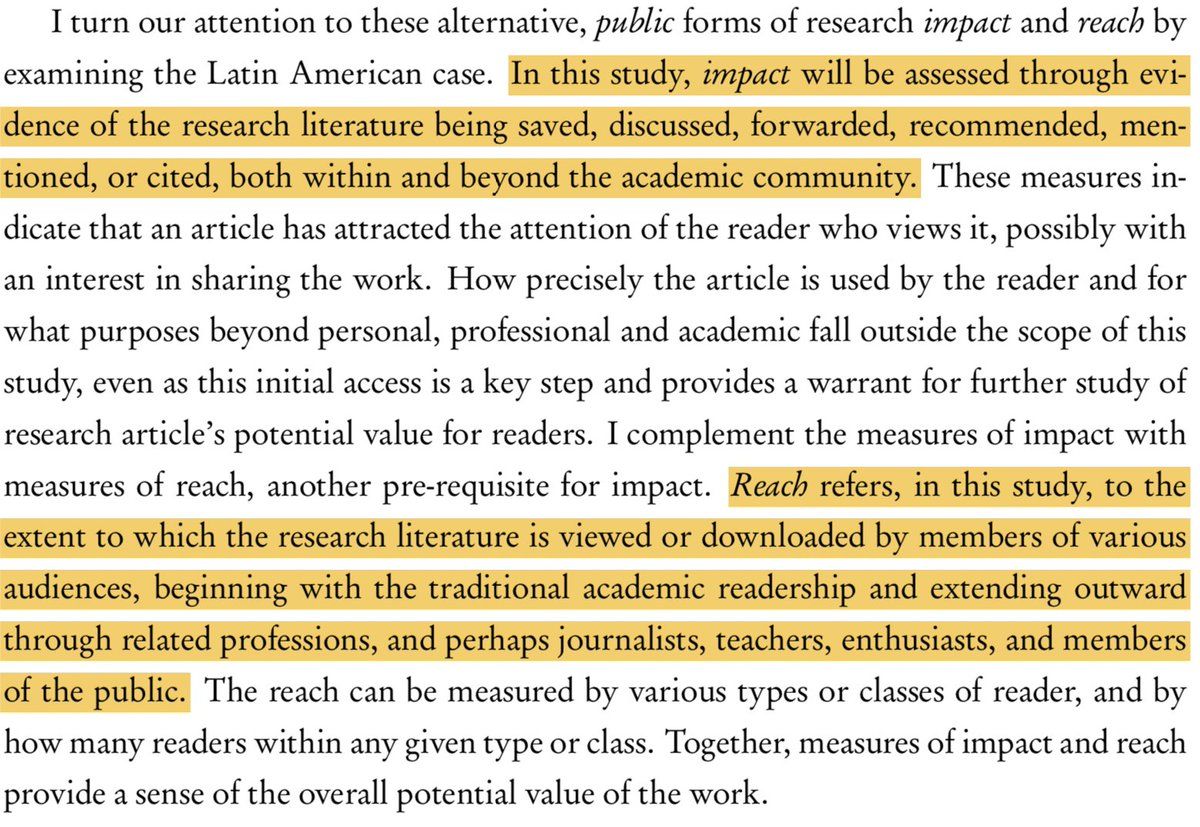 I turn our attention to these alternative, public forms of research impact and reach by
examining the Latin American case. In this study, impact will be assessed through evi-
dence of the research literature being saved, discussed, forwarded, recommended, men-
tioned, or cited, both within and beyond the academic community. These measures in-
dicate that an article has attracted the attention of the reader who views it, possibly with
an interest in sharing the work. How precisely the article is used by the reader and for
what purposes beyond personal, professional and academic fall outside the scope of this
study, even as this initial access is a key step and provides a warrant for further study of
research article’s potential value for readers. I complement the measures of impact with
measures of reach, another pre-requisite for impact. Reach refers, in this study, to the
extent to which the research literature is viewed or downloaded by members of various
audiences, beginning with the traditional academic readership and extending outward
through related professions, and perhaps journalists, teachers, enthusiasts, and members
of the public. The reach can be measured by various types or classes of reader, and by
how many readers within any given type or class. Together, measures of impact and reach
provide a sense of the overall potential value of the work.